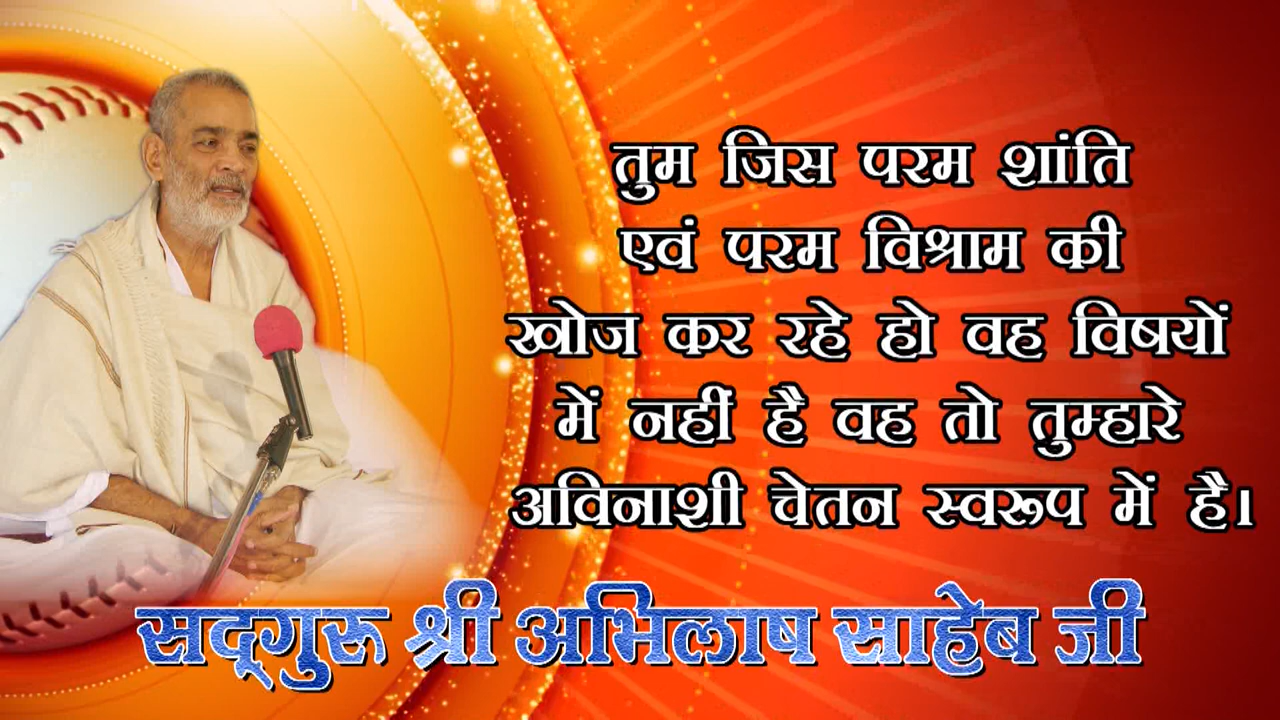 तुम जिस परम शांति
एवं परम विश्राम की
खोज कर रहे हो वह विषयों
में नहीं है वह तो तुम्हारे
अविनाशी चेतन स्वरूप में है।
सद्गुरू श्री अभिलाष साहेब जी